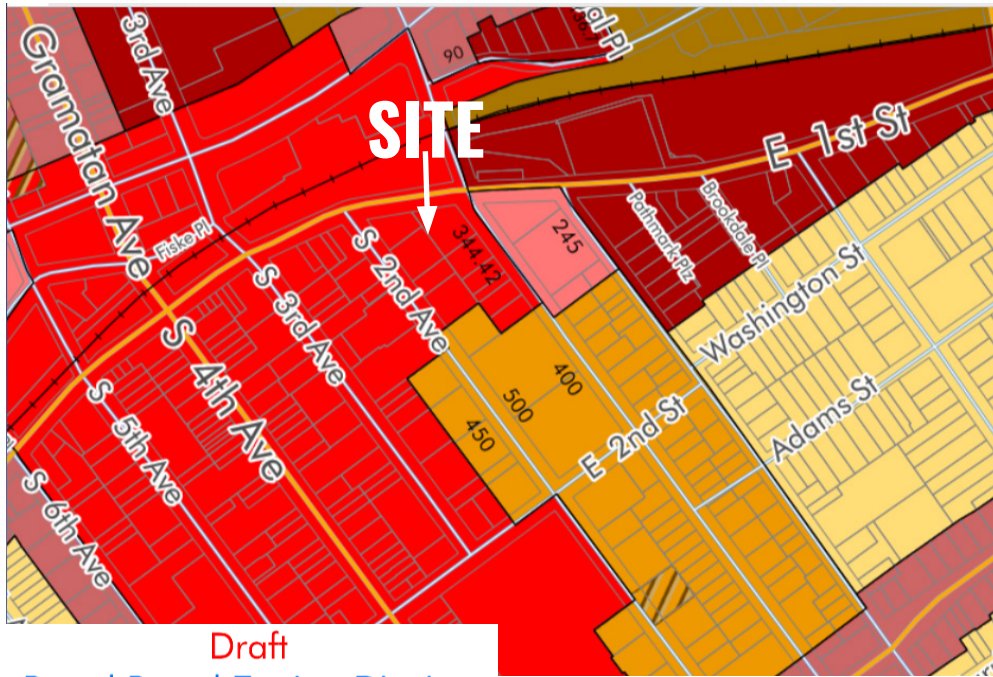 Gramatan Ave
3rd Ave
90
Pl
SITE
E 1st St
Fiske Pl
S 2nd Ave
344.42
245
Pathmark Plz
Brookdale Pl
Washington St
S 3rd Ave
S 4th Ave
400
500
450
E 2nd St
Adams St
S 5th Ave
S 6th Ave
Draft